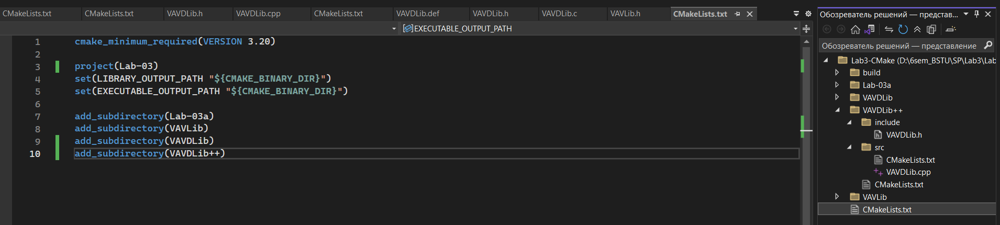 CMakeLists.txt CMakeLists.txt VAVDLib.h VAVDLib.cpp CMakeLists.txt VAVDLib.def VAVDLib.h VAVDLib.c VAVLib.h CMakeLists.txt
EXECUTABLE_OUTPUT_PATH
1 cmake_minimum_required(VERSION 3.20)
2
3 project(Lab-03)
4 set(LIBRARY_OUTPUT_PATH "${CMAKE_BINARY_DIR}")
5 set(EXECUTABLE_OUTPUT_PATH "${CMAKE_BINARY_DIR}")
6
7 add_subdirectory(Lab-03a)
8 add_subdirectory(VAVLib)
9 add_subdirectory(VAVDLib)
10 add_subdirectory(VAVDLib++)
Обозреватель решений — представ...
Обозреватель решений — представление
Lab3-CMake (D:\6sem_BSTU\SP\Lab3\Lab
build
Lab-03a
VAVDLib
VAVDLib++
include
VAVDLib.h
src
CMakeLists.txt
VAVDLib.cpp
CMakeLists.txt
VAVLib
CMakeLists.txt